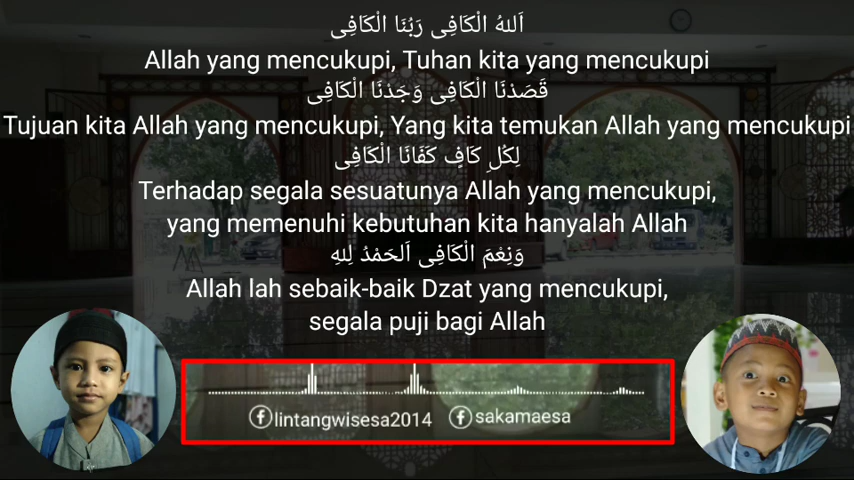 اَللهُ الْكَافِى رَبُنَا الْكَافِى
Allah yang mencukupi, Tuhan kita yang mencukupi
قَصَدْنَا الْكَافِى وَجَدْنَا الْكَافِى
Tujuan kita Allah yang mencukupi, Yang kita temukan Allah yang mencukupi
لِكُلِ كَافٍ كَفَانَا الْكَافِى
Terhadap segala sesuatunya Allah yang mencukupi,
yang memenuhi kebutuhan kita hanyalah Allah
وَنِعْمَ الْكَافِى اَلحَمْدُ لِلهِ
Allah lah sebaik-baik Dzat yang mencukupi,
segala puji bagi Allah
lintangwisesa2014 sakamaesa